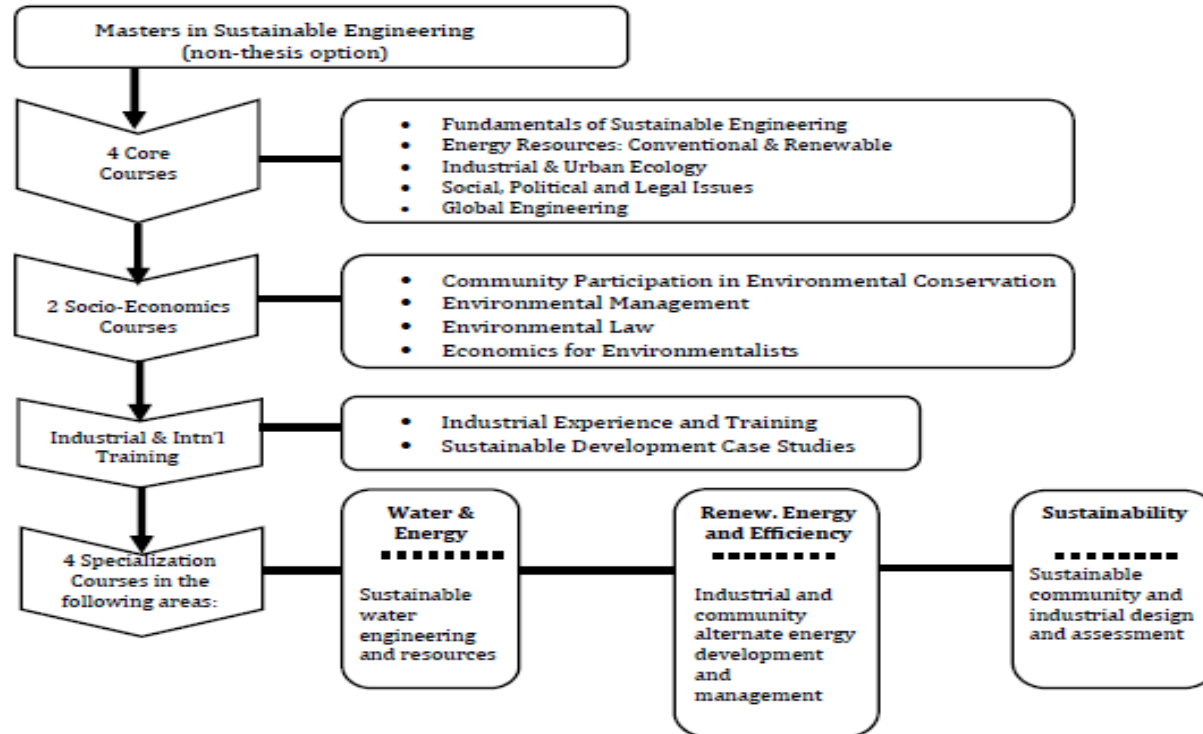 Masters in Sustainable Engineering
(non-thesis option)
4 Core
Courses
• Fundamentals of Sustainable Engineering
• Energy Resources: Conventional & Renewable
• Industrial & Urban Ecology
• Social, Political and Legal Issues
• Global Engineering
2 Socio-Economics
Courses
• Community Participation in Environmental Conservation
• Environmental Management
• Environmental Law
• Economics for Environmentalists
Industrial & Intn'l
Training
• Industrial Experience and Training
• Sustainable Development Case Studies
4 Specialization
Courses in the
following areas:
Water &
Energy
Sustainable
water
engineering
and resources
Renew. Energy
and Efficiency
Industrial and
community
alternate energy
development
and
management
Sustainability
Sustainable
community and
industrial design
and assessment